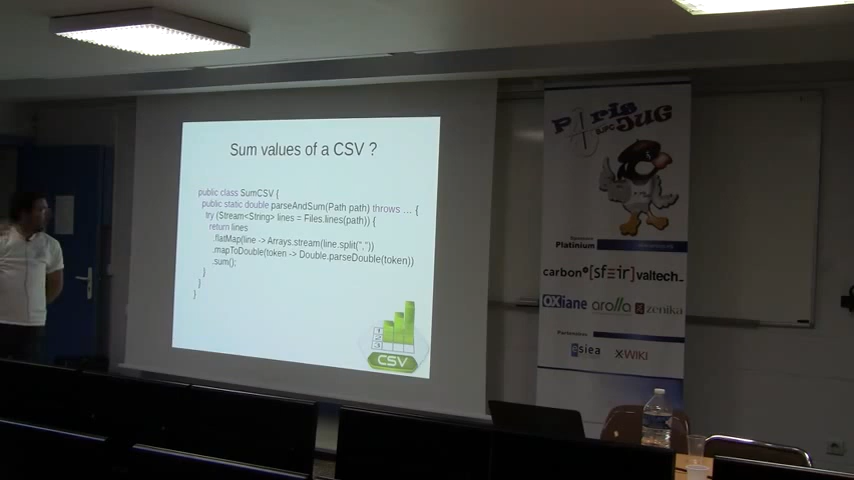 Sum values of a CSV ?
public class SumCSV {
public static double parseAndSum(Path path) throws ... {
try (Stream<String> lines = Files.lines(path)) {
return lines
.flatMap(line -> Arrays.stream(line.split(","))
.mapToDouble(token -> Double.parseDouble(token))
.sum();
}
}
}
CSV
Paris
JUG
Platinium
carbon [sfeir] valtech_
OXiane arolla zenika
esiea XWIKI